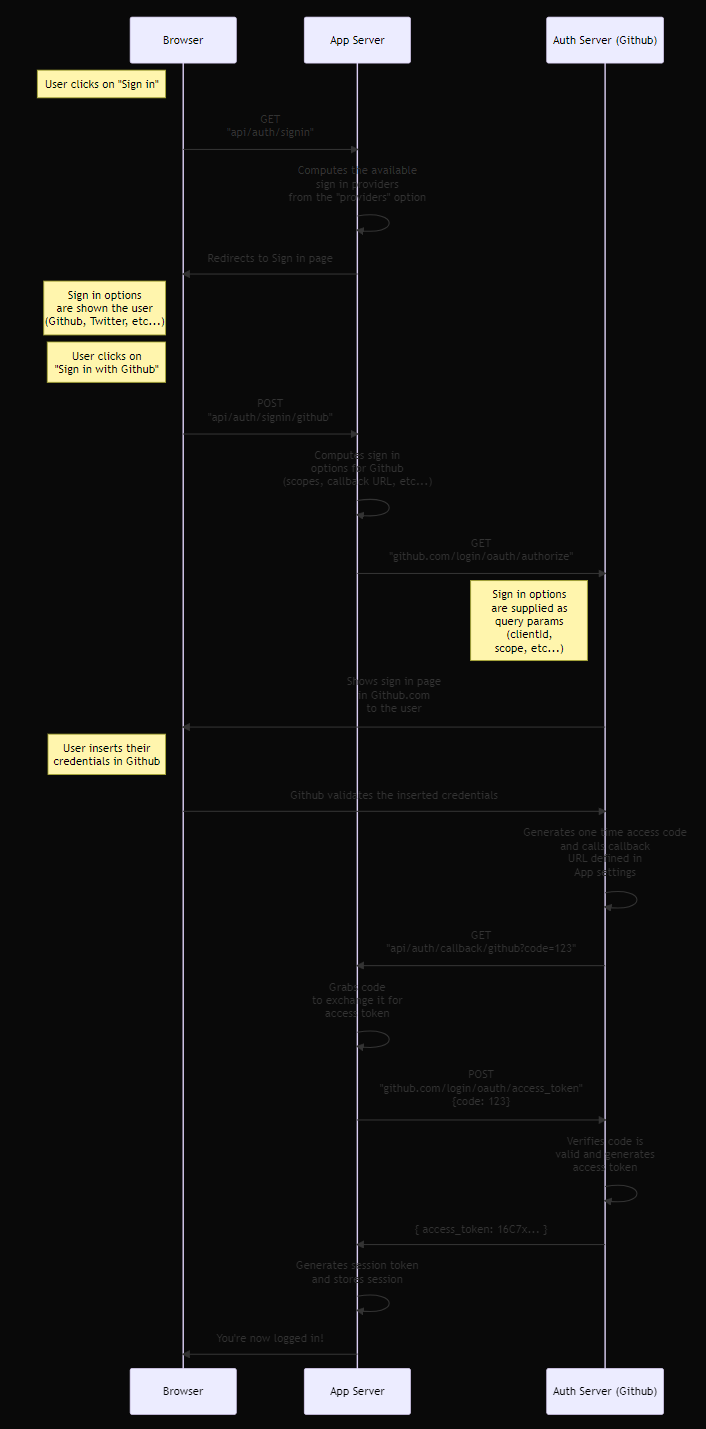 Browser
App Server
Auth Server (Github)
User clicks on "Sign in"
GET
"api/auth/signin"
Computes the available
sign in providers
from the "providers" option
Redirects to Sign in page
Sign in options
are shown the user
(Github, Twitter, etc...)
User clicks on
"Sign in with Github"
POST
"api/auth/signin/github"
Computes sign in
options for Github
(scopes, callback URL, etc...)
GET
"github.com/login/oauth/authorize"
Sign in options
are supplied as
query params
(clientId,
scope, etc...)
Shows sign in page
in Github.com
to the user
User inserts their
credentials in Github
Github validates the inserted credentials
Generates one time access code
and calls callback
URL defined in
App settings
GET
"api/auth/callback/github?code=123"
Grabs code
to exchange it for
access token
POST
"github.com/login/oauth/access_token"
{code: 123}
Verifies code is
valid and generates
access token
{ access_token: 16C7x... }
Generates session token
and stores session
You're now logged in!
Browser
App Server
Auth Server (Github)